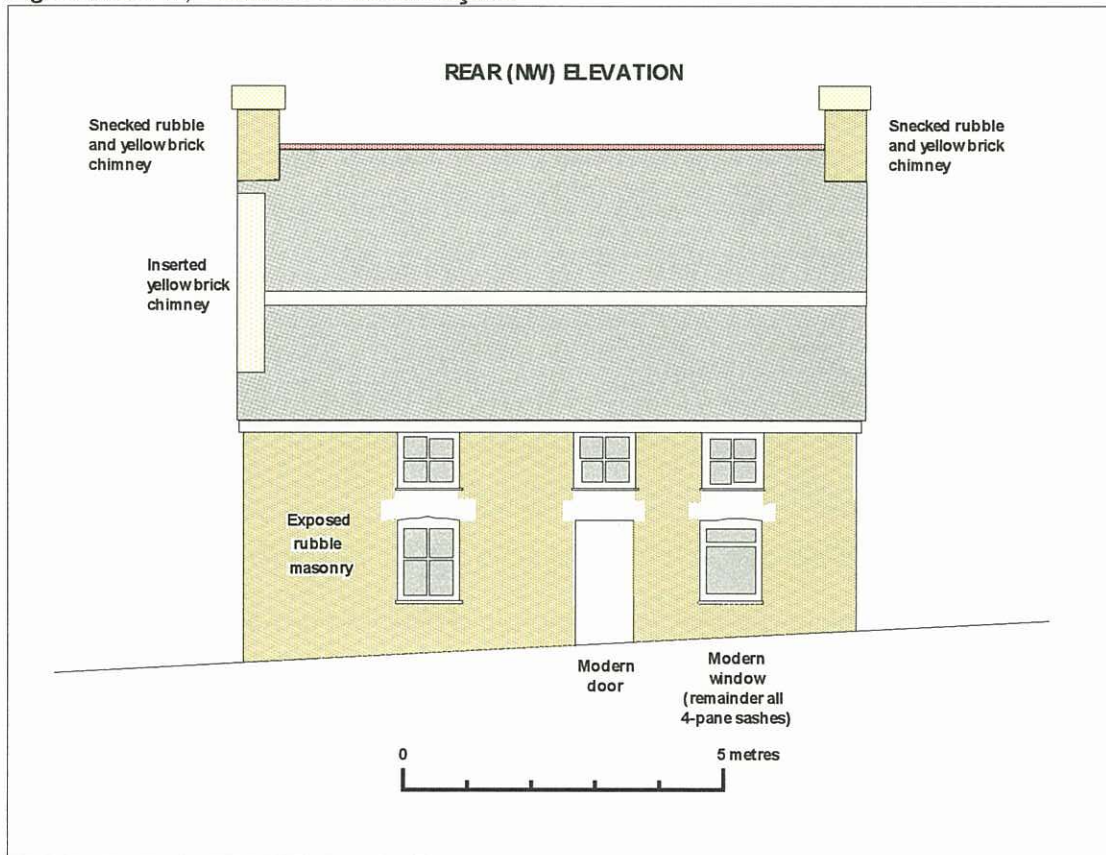 REAR (NW) ELEVATION
Snecked rubble
and yellow brick
chimney
Snecked rubble
and yellow brick
chimney
Inserted
yellow brick
chimney
Exposed
rubble
masonry
Modern
door
Modern
window
(remainder all
4-pane sashes)
0
5 metres